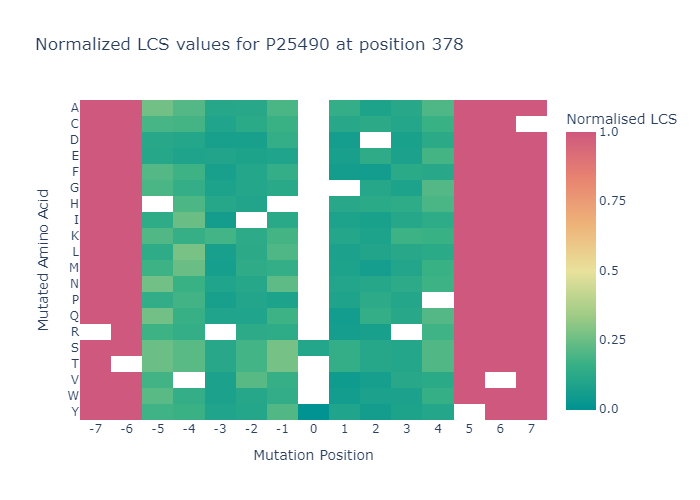 Normalized LCS values for P25490 at position 378
Normalised LCS
Mutated Amino Acid
A
C
D
E
F
G
H
I
K
L
M
N
P
Q
R
S
T
V
W
Y
1.0
0.75
0.5
0.25
0.0
-7 -6 -5 -4 -3 -2 -1 0 1 2 3 4 5 6 7
Mutation Position